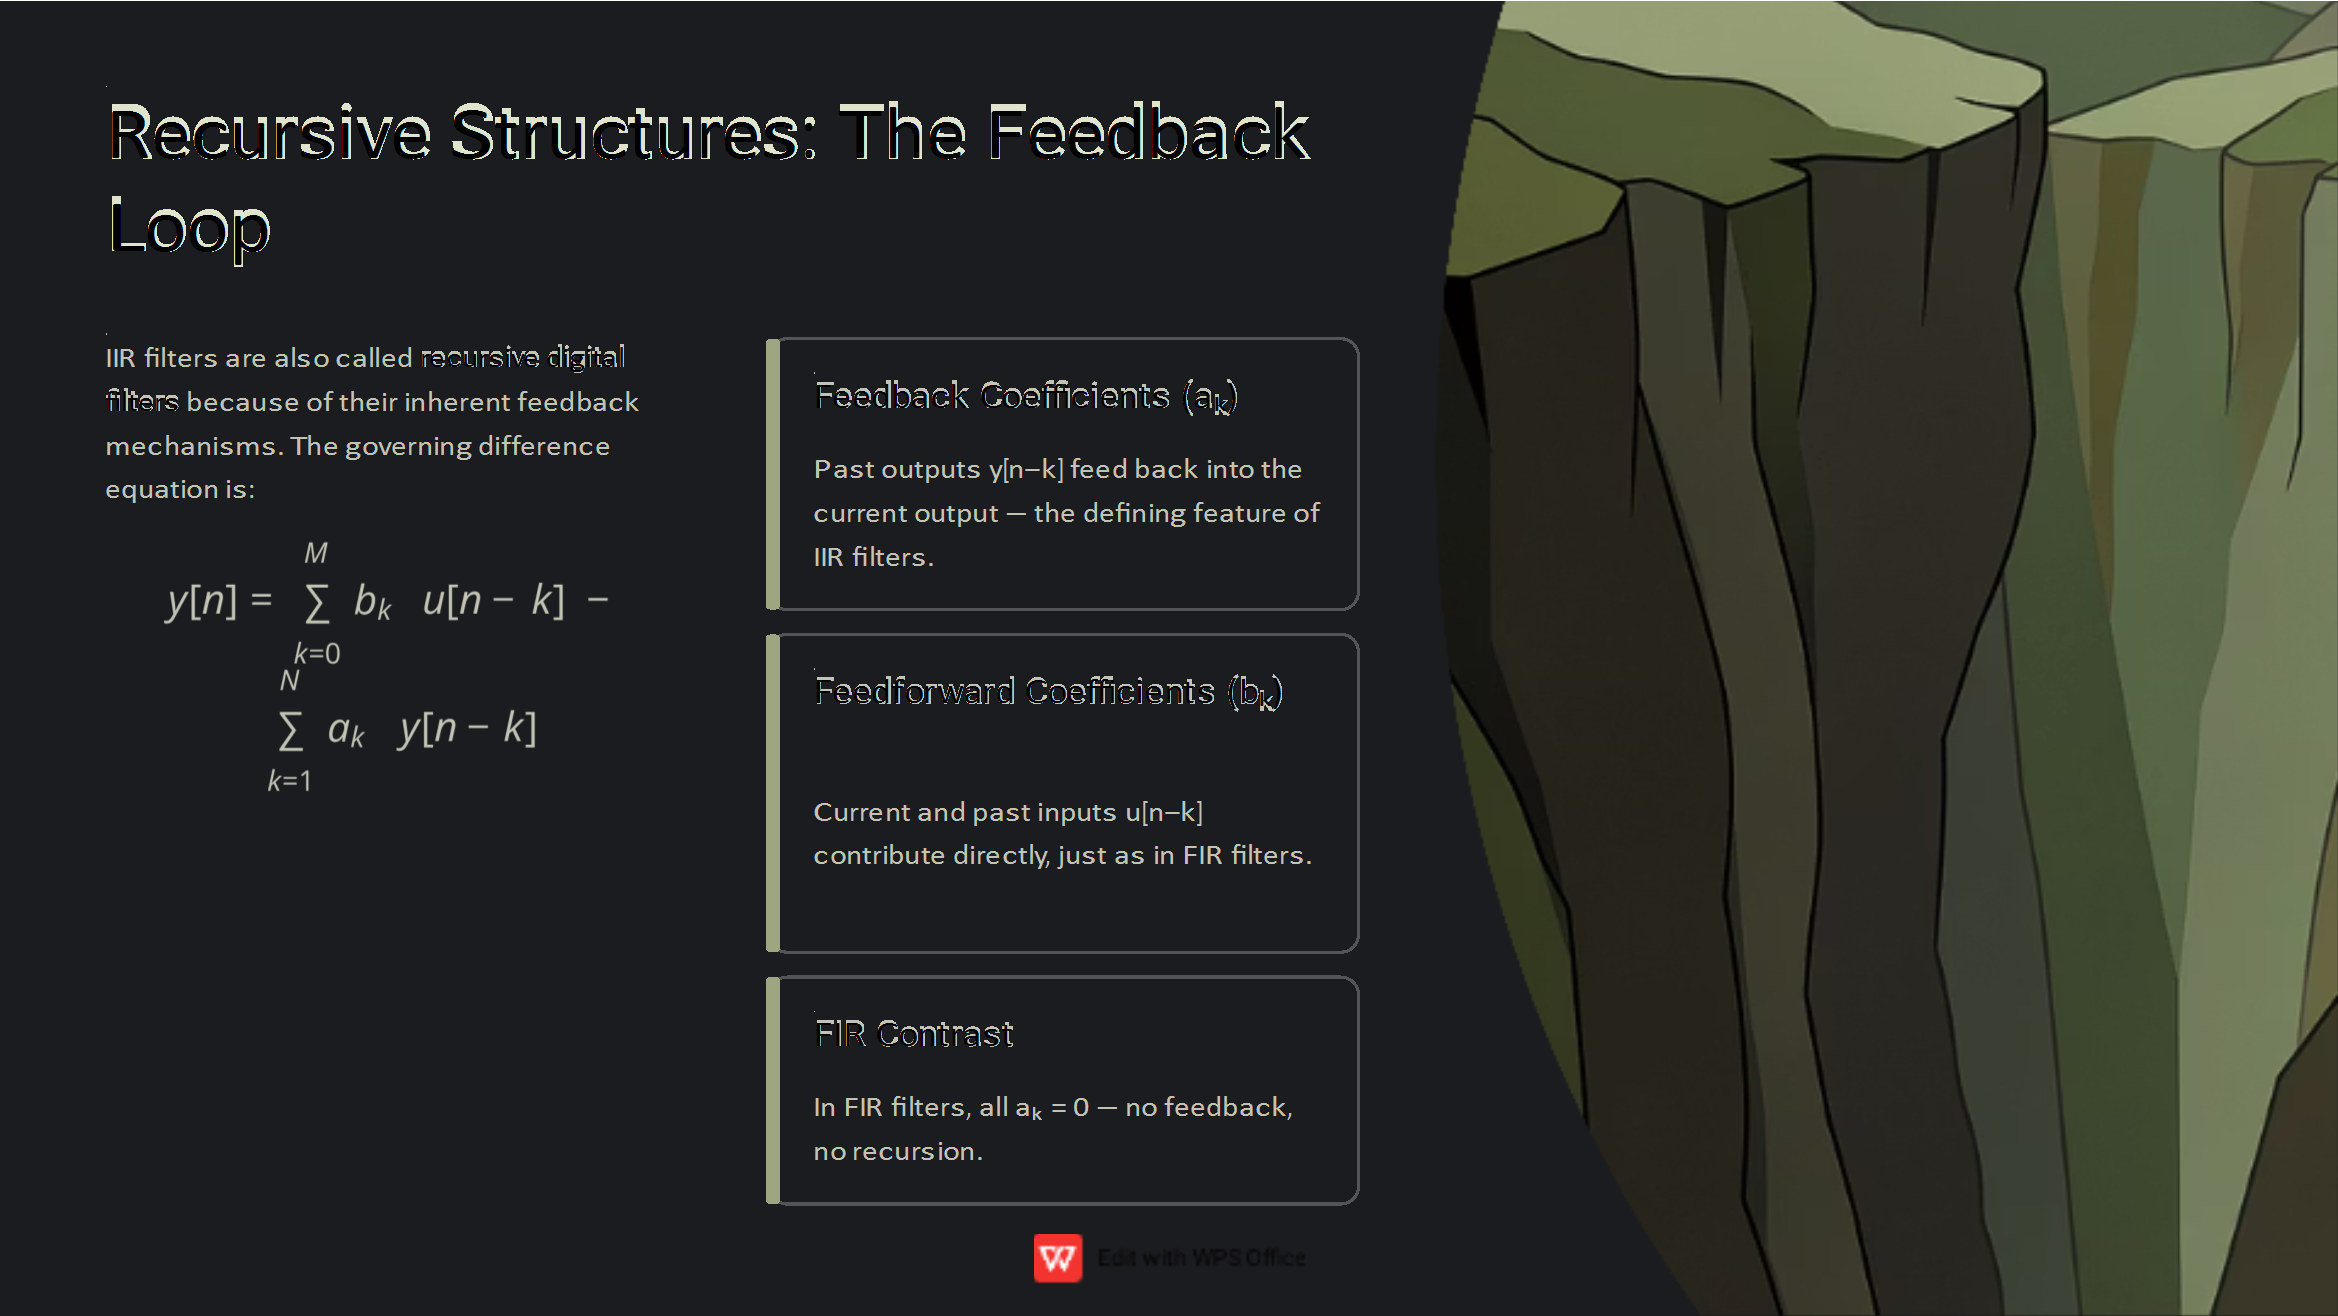 Recursive Structures: The Feedback
Loop
IIR filters are also called recursive digital
filters because of their inherent feedback
mechanisms. The governing difference
equation is:
M
y[n] = ∑ bₖ u[n − k] −
k=0
N
∑ aₖ y[n − k]
k=1
Feedback Coefficients (aₖ)
Past outputs y[n−k] feed back into the
current output — the defining feature of
IIR filters.
Feedforward Coefficients (bₖ)
Current and past inputs u[n−k]
contribute directly, just as in FIR filters.
FIR Contrast
In FIR filters, all aₖ = 0 — no feedback,
no recursion.
Edit with WPS Office